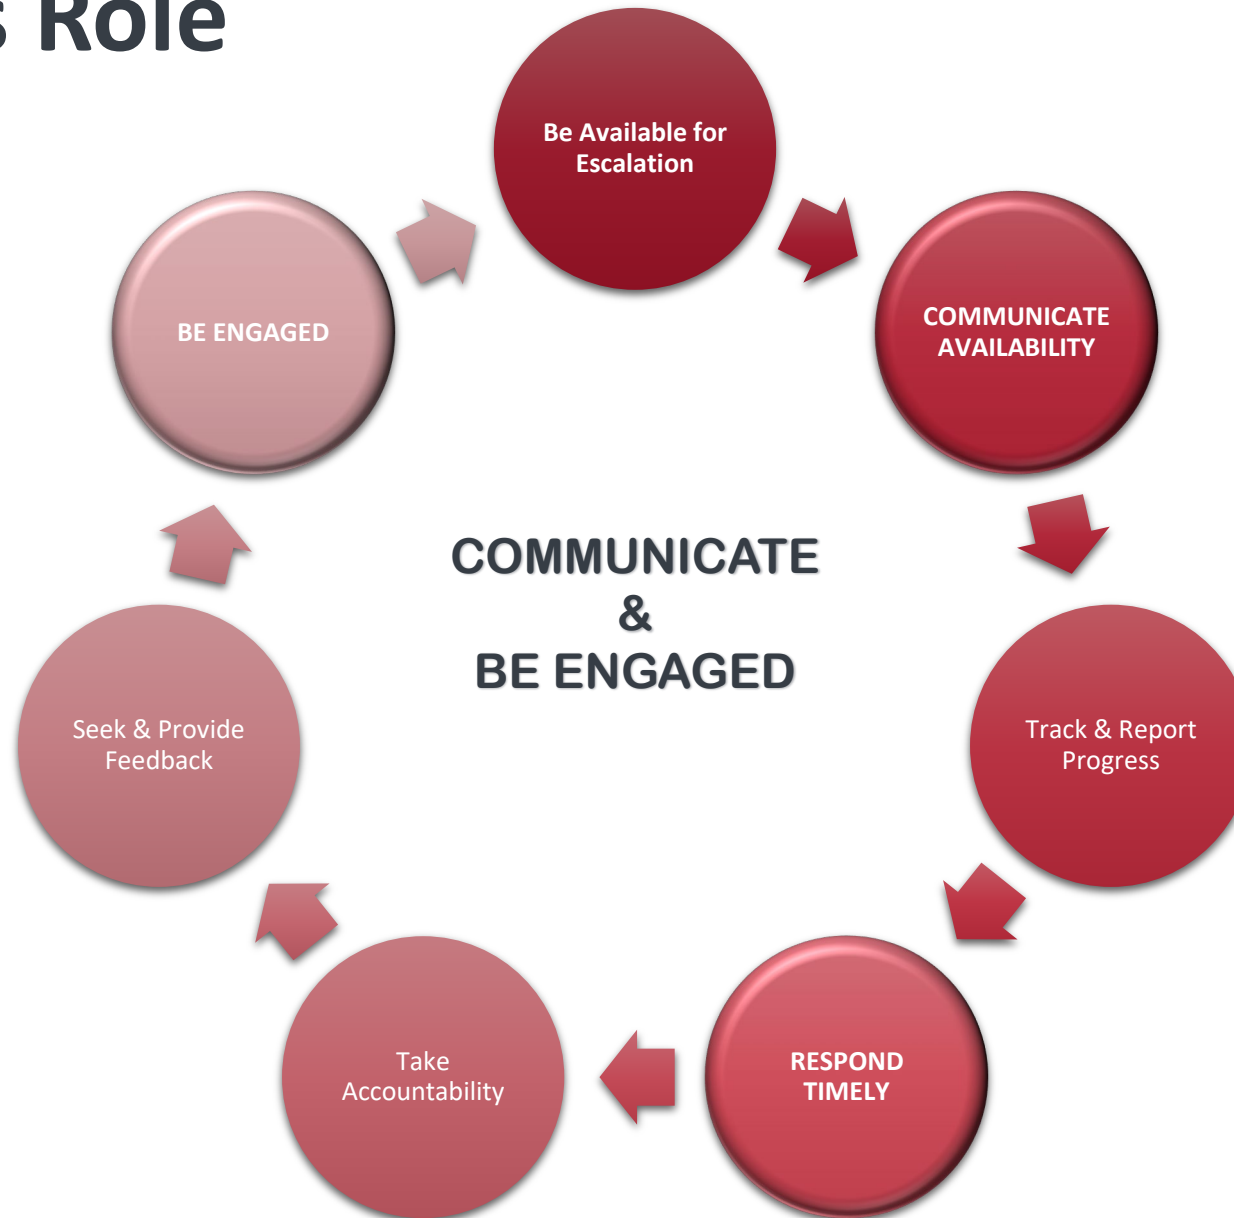 s Role
Be Available for
Escalation
COMMUNICATE
AVAILABILITY
Track & Report
Progress
RESPOND
TIMELY
Take
Accountability
Seek & Provide
Feedback
BE ENGAGED
COMMUNICATE
&
BE ENGAGED